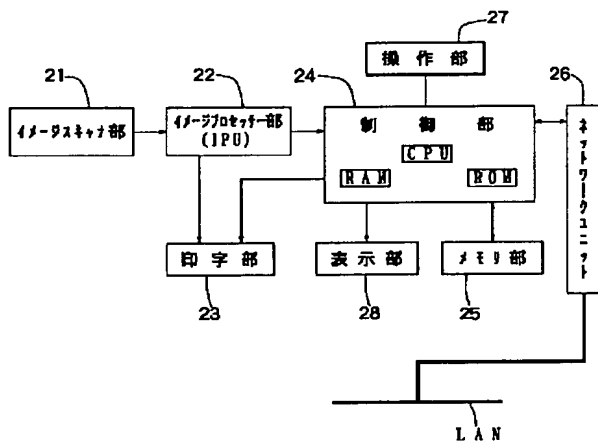 27
操作部
21
22
24
26
イメージスキャナ部
イメージプロセッサー部
(IPU)
制御部
CPU
RAM
ROM
ネットワークユニット
印字部
表示部
メモリ部
23
28
25
LAN